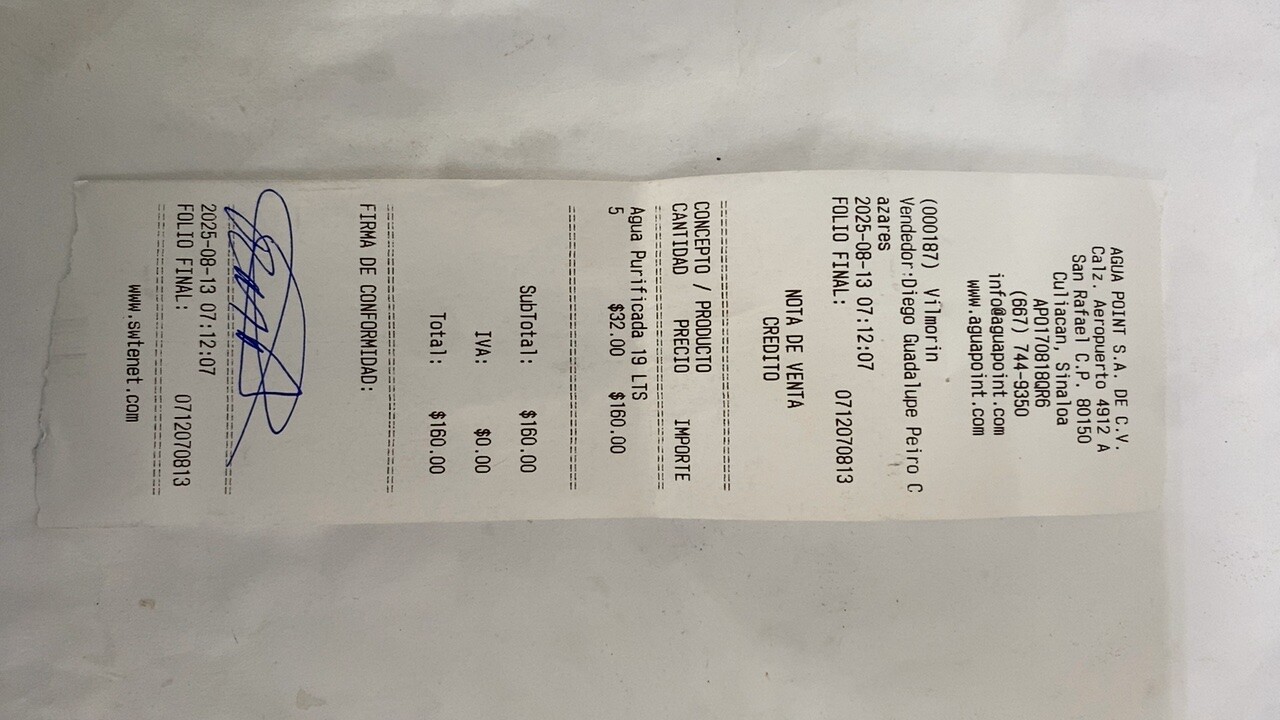 AGUA POINT S.A. DE C.V.
Calz. Aeropuerto 4912 A
San Rafael C.P. 80150
Culiacan, Sinaloa
APO170818QR6
(667) 744-9350
info@aguapoint.com
www.aguapoint.com
(000187) Vilmorin
Vendedor:Diego Guadalupe Peiro C
azares
2025-08-13 07:12:07
FOLIO FINAL: 0712070813
NOTA DE VENTA
CREDITO
CONCEPTO / PRODUCTO
CANTIDAD PRECIO IMPORTE
Agua Purificada 19 LTS
5 $32.00 $160.00
SubTotal: $160.00
IVA: $0.00
Total: $160.00
FIRMA DE CONFORMIDAD:
2025-08-13 07:12:07
FOLIO FINAL: 0712070813
www.swtenet.com